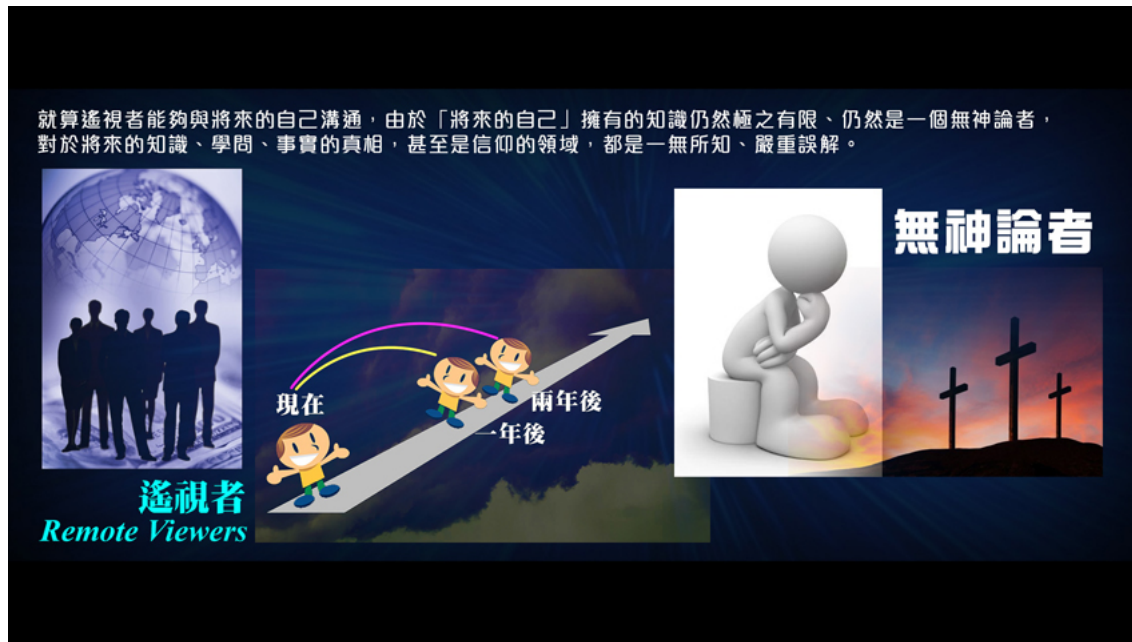 就算遙視者能夠與將來的自己溝通，由於「將來的自己」擁有的知識仍然極之有限、仍然是一個無神論者，
對於將來的知識、學問、事實的真相，甚至是信仰的領域，都是一無所知、嚴重誤解。
無神論者
現在
兩年後
一年後
遙視者
Remote Viewers